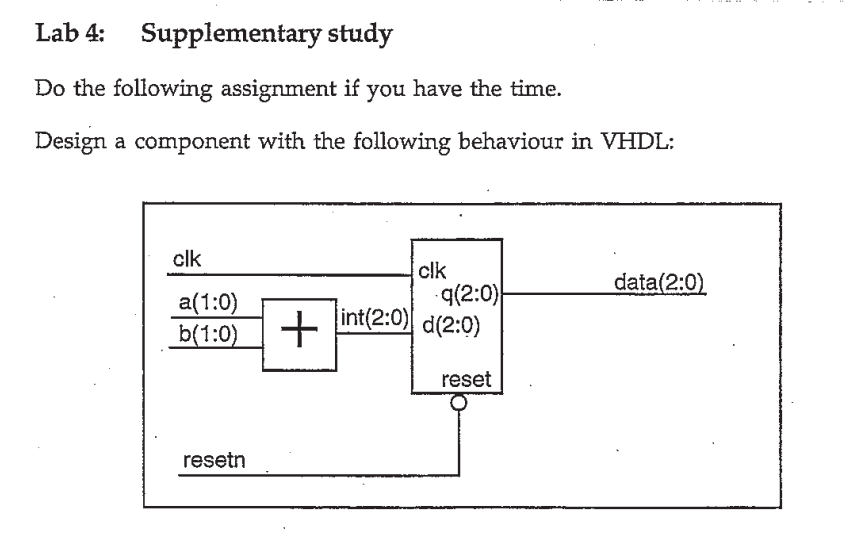 Lab 4: Supplementary study
Do the following assignment if you have the time.
Design a component with the following behaviour in VHDL:
clk
clk
q(2:0)
data(2:0)
a(1:0)
b(1:0)
+
int(2:0)
d(2:0)
reset
resetn